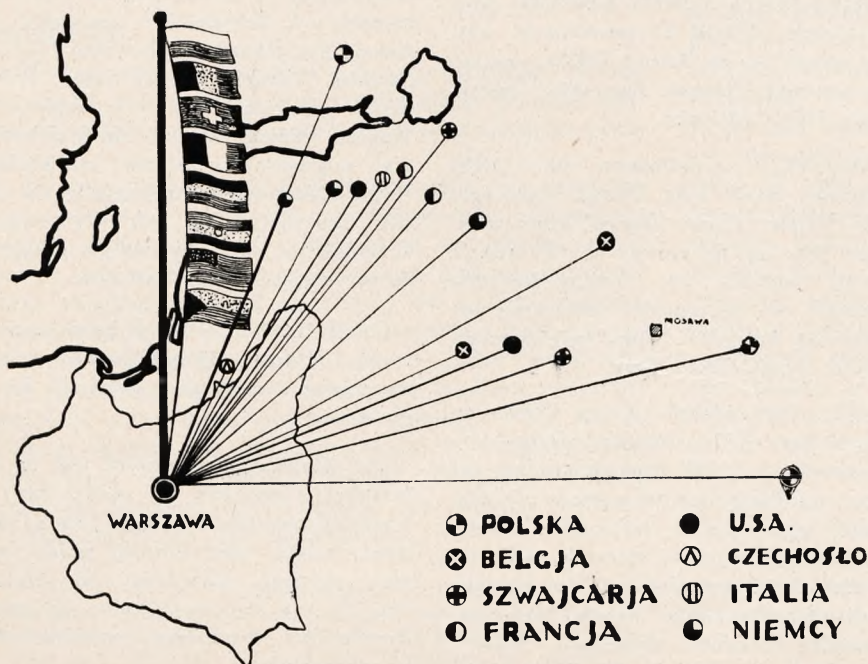 MOSKWA
WARSZAWA
POLSKA
BELGJA
SZWAJCARJA
FRANCJA
U.S.A.
CZECHOSŁO
ITALIA
NIEMCY